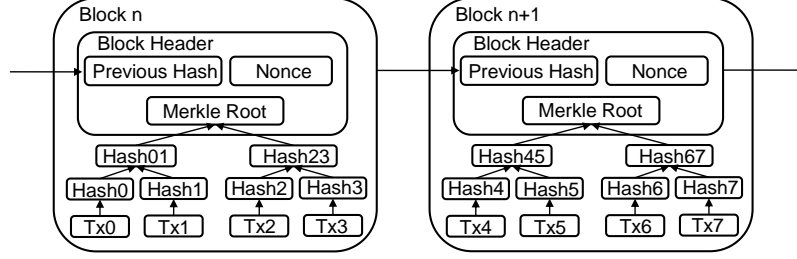 Block n
Block Header
Previous Hash
Nonce
Merkle Root
Hash01
Hash23
Hash0
Hash1
Hash2
Hash3
Tx0
Tx1
Tx2
Tx3
Block n+1
Block Header
Previous Hash
Nonce
Merkle Root
Hash45
Hash67
Hash4
Hash5
Hash6
Hash7
Tx4
Tx5
Tx6
Tx7